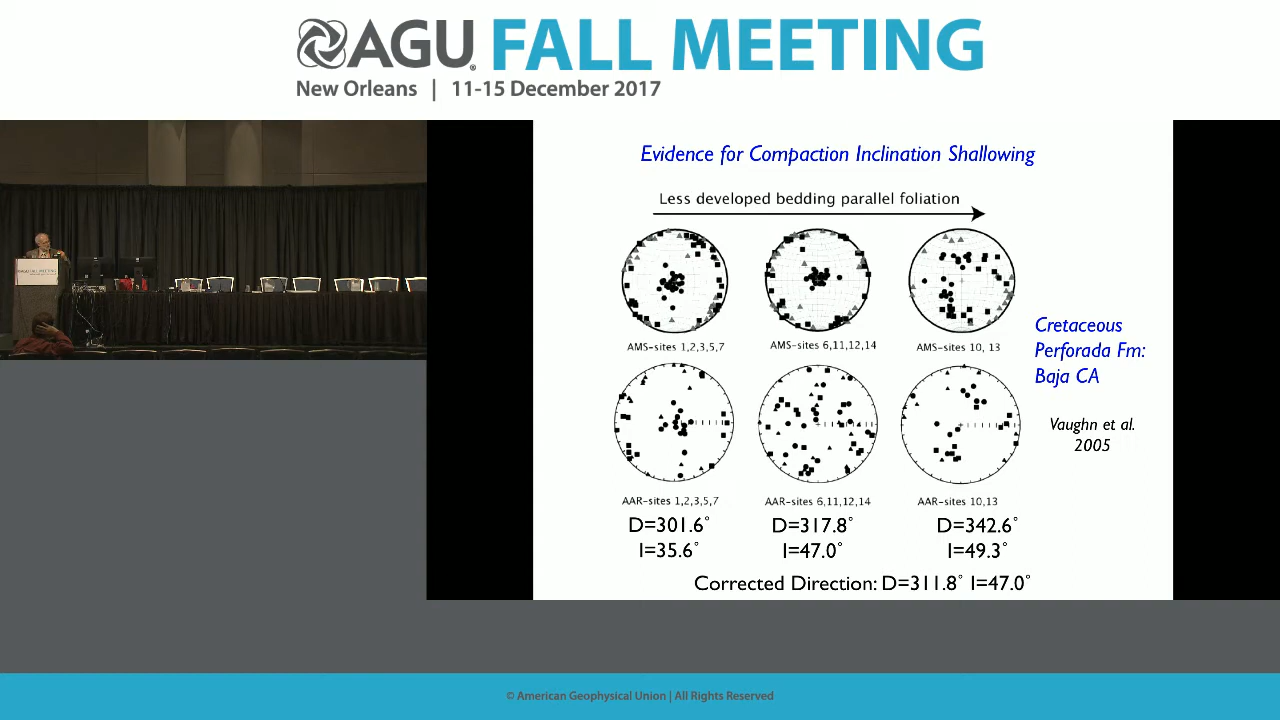 AGU FALL MEETING
New Orleans | 11-15 December 2017
Evidence for Compaction Inclination Shallowing
Less developed bedding parallel foliation
AMS-sites 1,2,3,5,7
AMS-sites 6,11,12,14
AMS-sites 10, 13
Cretaceous
Perforada Fm:
Baja CA
Vaughn et al.
2005
AAR-sites 1,2,3,5,7
AAR-sites 6,11,12,14
AAR-sites 10,13
D=301.6°
D=317.8°
D=342.6°
I=35.6°
I=47.0°
I=49.3°
Corrected Direction: D=311.8° I=47.0°
© American Geophysical Union | All Rights Reserved